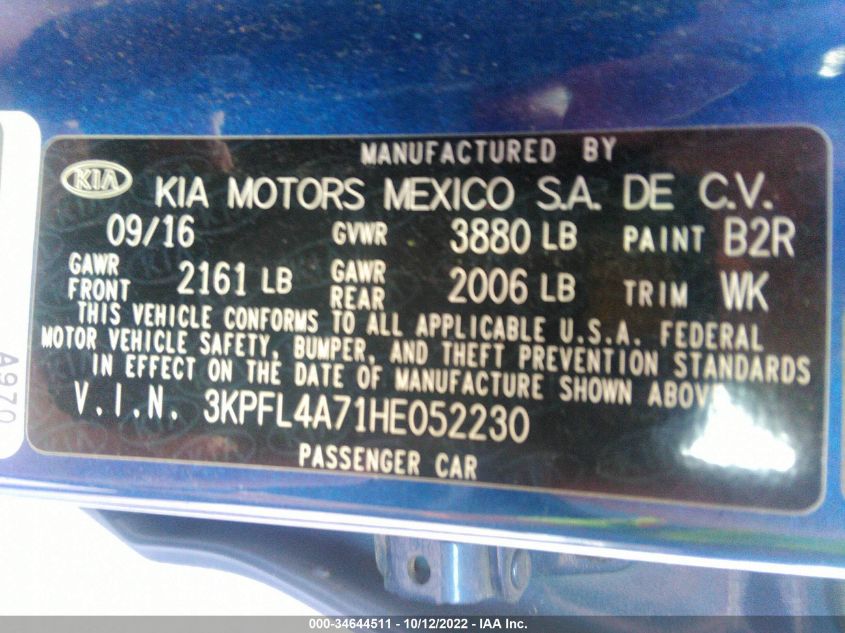 MANUFACTURED BY
KIA KIA MOTORS MEXICO S.A. DE C.V.
09/16 GVWR 3880 LB PAINT B2R
GAWR FRONT 2161 LB GAWR REAR 2006 LB TRIM WK
THIS VEHICLE CONFORMS TO ALL APPLICABLE U.S.A. FEDERAL
MOTOR VEHICLE SAFETY, BUMPER, AND THEFT PREVENTION STANDARDS
IN EFFECT ON THE DATE OF MANUFACTURE SHOWN ABOVE
V.I.N. 3KPFL4A71HE052230
PASSENGER CAR
A970
000-34644511 - 10/12/2022 - IAA Inc.